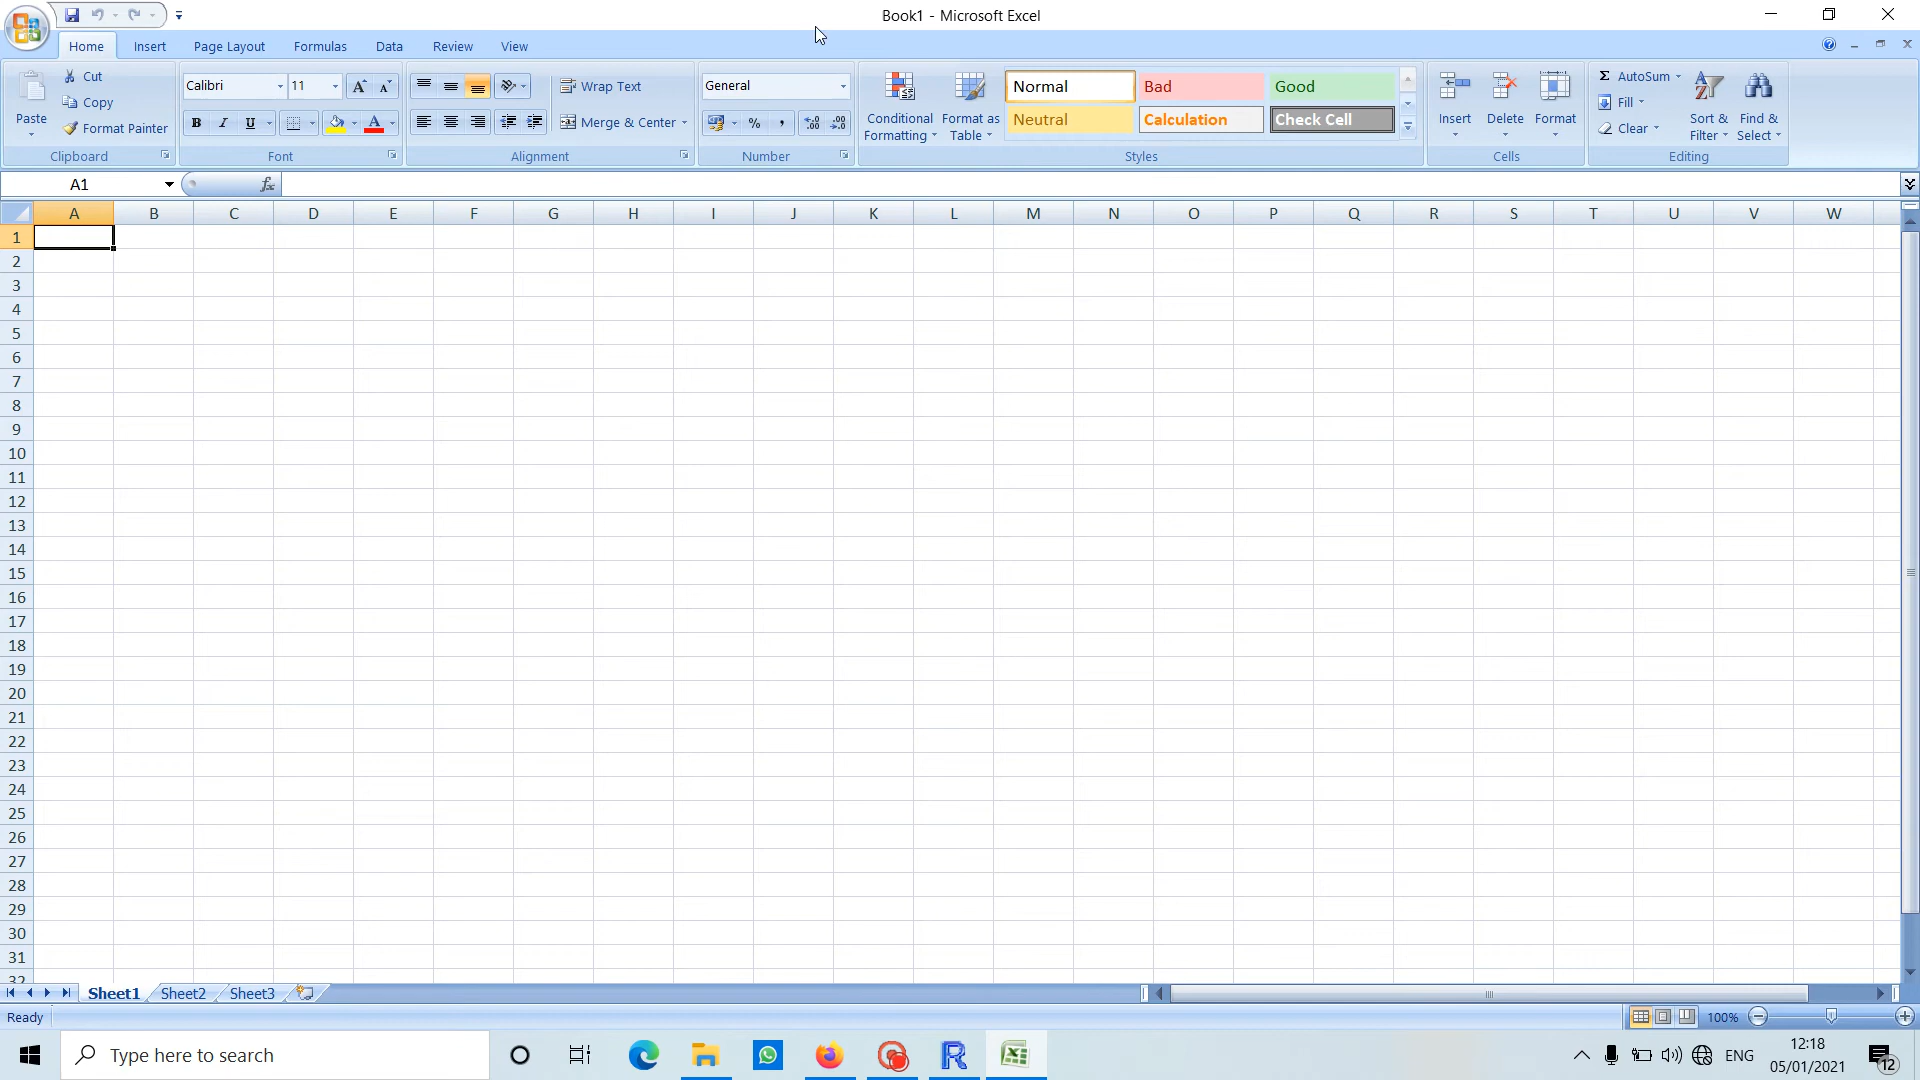 Book1 - Microsoft Excel
Home Insert Page Layout Formulas Data Review View
Paste
Cut
Copy
Format Painter
Clipboard
Calibri 11
B I U
Font
Wrap Text
Merge & Center
Alignment
General
% ,
Number
Conditional Formatting
Format as Table
Normal Bad Good
Neutral Calculation Check Cell
Styles
Insert Delete Format
Cells
Σ AutoSum
Fill
Clear
Sort & Filter
Find & Select
Editing
A1 fx
A B C D E F G H I J K L M N O P Q R S T U V W
1
2
3
4
5
6
7
8
9
10
11
12
13
14
15
16
17
18
19
20
21
22
23
24
25
26
27
28
29
30
31
32
Sheet1 Sheet2 Sheet3
Ready 100%
Type here to search
ENG
12:18
05/01/2021
12